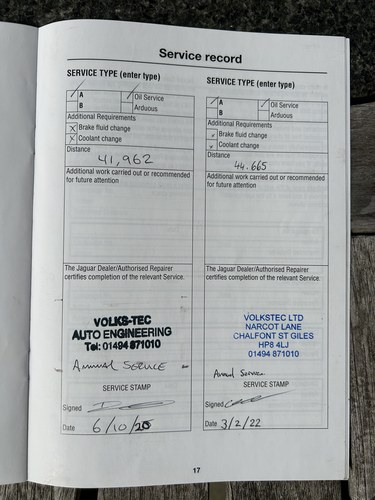 Service record
SERVICE TYPE (enter type)
A
Oil Service
B
Arduous
Additional Requirements
Brake fluid change
Coolant change
Distance
41,962
Additional work carried out or recommended
for future attention
The Jaguar Dealer/Authorised Repairer
certifies completion of the relevant Service.
VOLKS-TEC
AUTO ENGINEERING
Tel: 01494 871010
Annual Service
SERVICE STAMP
Signed
Date 6/10/20
SERVICE TYPE (enter type)
A
Oil Service
B
Arduous
Additional Requirements
Brake fluid change
Coolant change
Distance
44.665
Additional work carried out or recommended
for future attention
The Jaguar Dealer/Authorised Repairer
certifies completion of the relevant Service.
VOLKSTEC LTD
NARCOT LANE
CHALFONT ST GILES
HP8 4LJ
01494 871010
Annual Service
SERVICE STAMP
Signed
Date 3/2/22
17